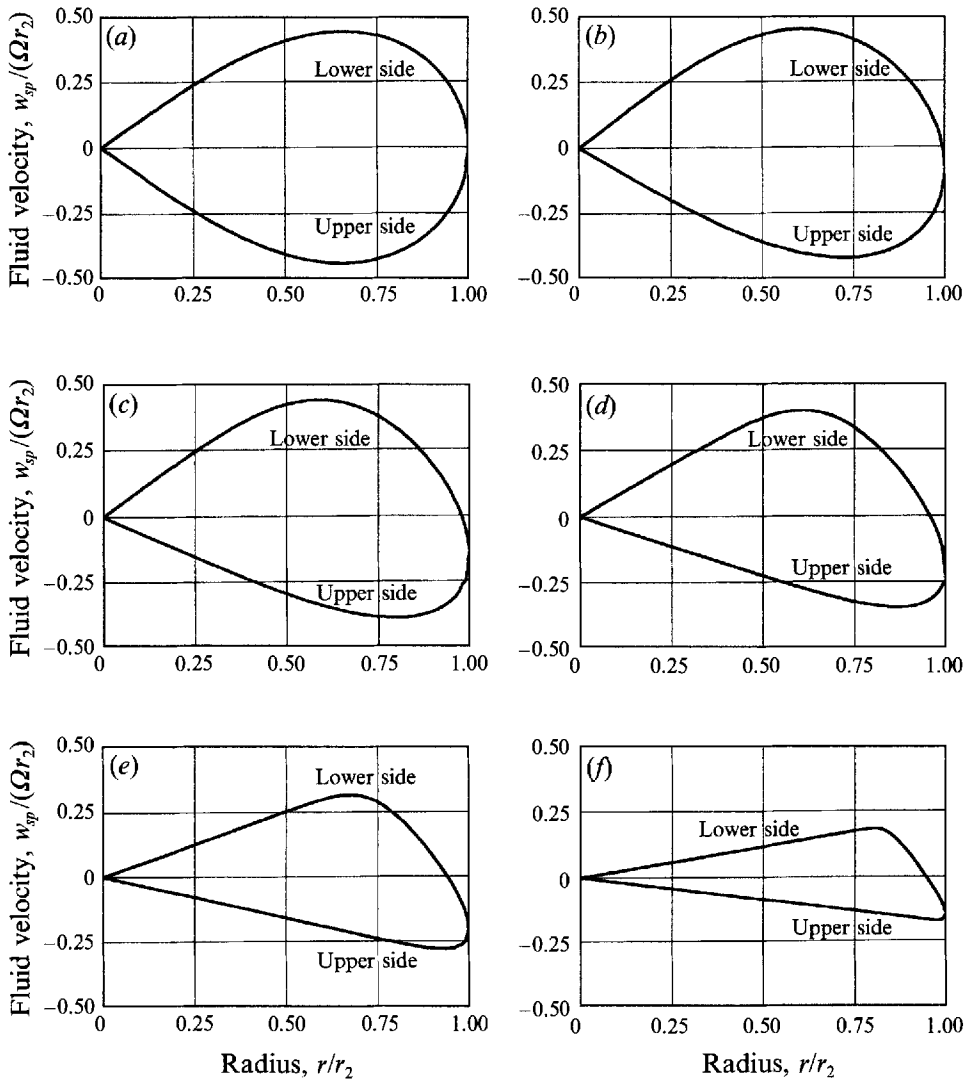 0.50 (a) 0.50 (b)
Fluid velocity, w_sp/(Ωr_2)
Lower side Lower side
0.25 0.25
0 0
−0.25 −0.25
Upper side Upper side
−0.50 −0.50
0 0.25 0.50 0.75 1.00 0 0.25 0.50 0.75 1.00
0.50 (c) 0.50 (d)
Fluid velocity, w_sp/(Ωr_2)
Lower side Lower side
0.25 0.25
0 0
−0.25 −0.25
Upper side Upper side
−0.50 −0.50
0 0.25 0.50 0.75 1.00 0 0.25 0.50 0.75 1.00
0.50 (e) 0.50 (f)
Fluid velocity, w_sp/(Ωr_2)
Lower side
0.25 0.25
Lower side
0 0
Upper side
−0.25 0.25
Upper side
−0.50 0.50
0 0.25 0.50 0.75 1.00 0 0.25 0.50 0.75 1.00
Radius, r/r_2 Radius, r/r_2